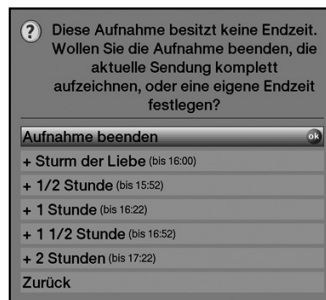 ? Diese Aufnahme besitzt keine Endzeit.
Wollen Sie die Aufnahme beenden, die
aktuelle Sendung komplett
aufzeichnen, oder eine eigene Endzeit
festlegen?
Aufnahme beenden ok
+ Sturm der Liebe (bis 16:00)
+ 1/2 Stunde (bis 15:52)
+ 1 Stunde (bis 16:22)
+ 1 1/2 Stunde (bis 16:52)
+ 2 Stunden (bis 17:22)
Zurück